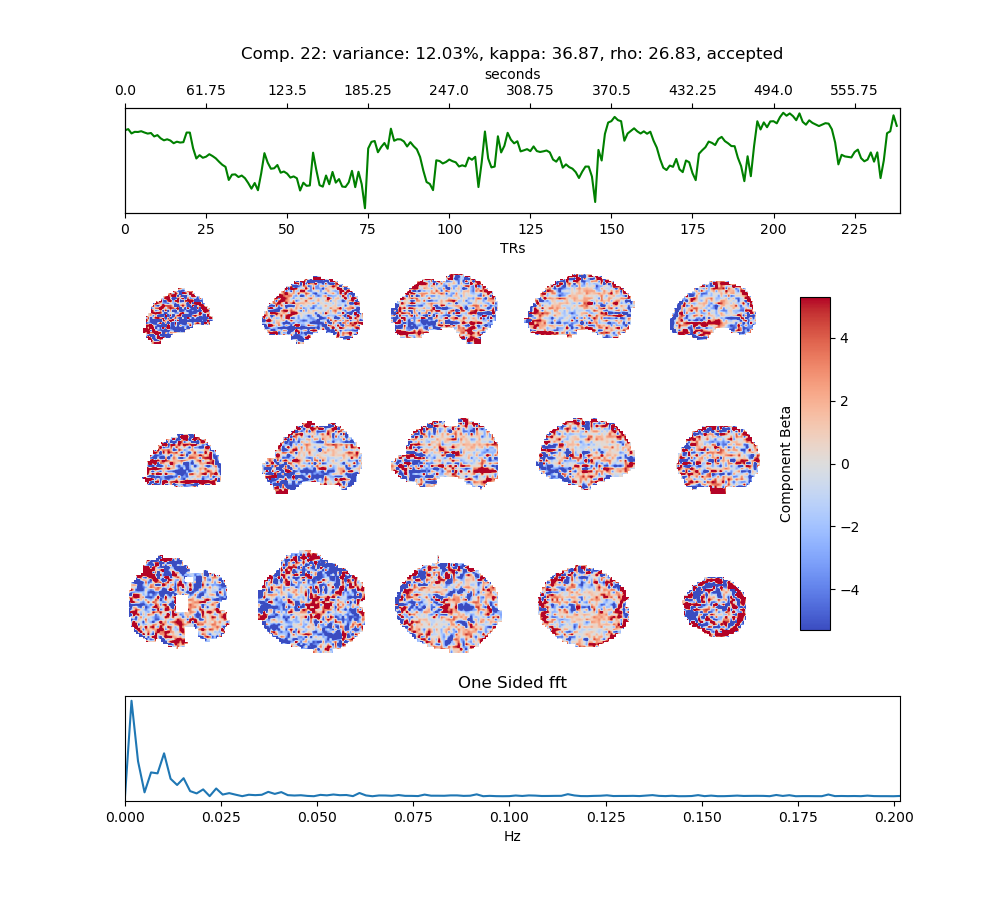 Comp. 22: variance: 12.03%, kappa: 36.87, rho: 26.83, accepted
seconds
0.0 61.75 123.5 185.25 247.0 308.75 370.5 432.25 494.0 555.75
0 25 50 75 100 125 150 175 200 225
TRs
4
2
0
−2
−4
Component Beta
One Sided fft
0.000 0.025 0.050 0.075 0.100 0.125 0.150 0.175 0.200
Hz